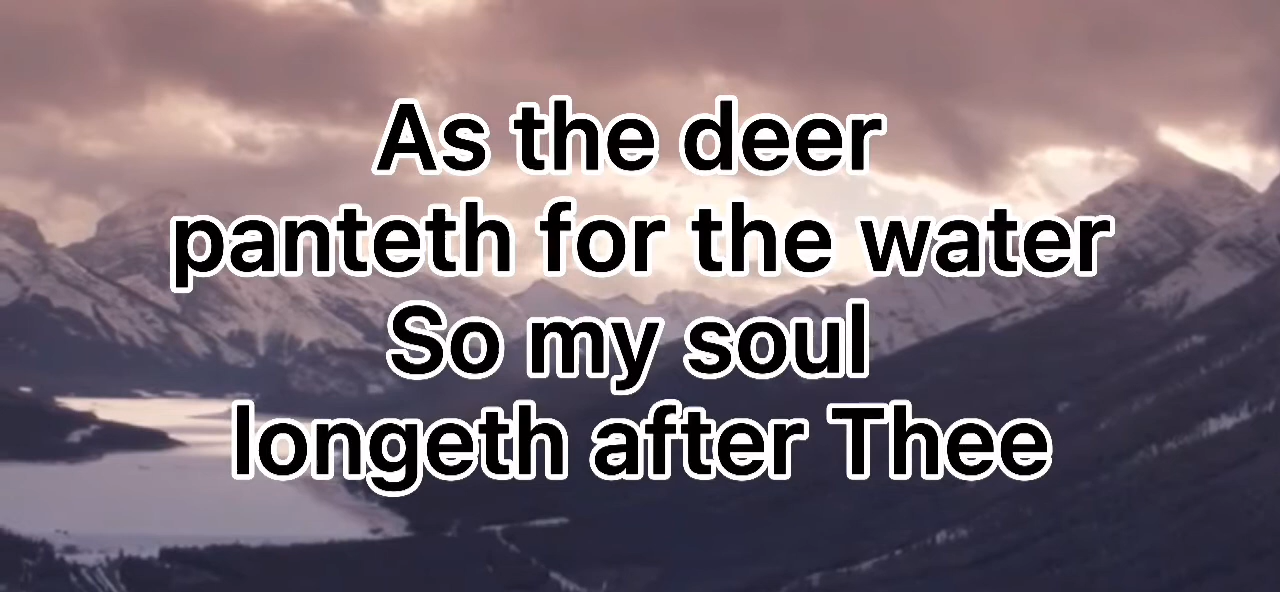 As the deer
panteth for the water
So my soul
longeth after Thee